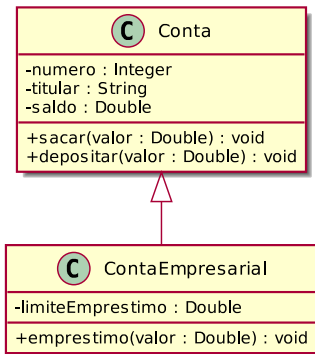 C Conta
-numero : Integer
-titular : String
-saldo : Double
+sacar(valor : Double) : void
+depositar(valor : Double) : void
C ContaEmpresarial
-limiteEmprestimo : Double
+emprestimo(valor : Double) : void